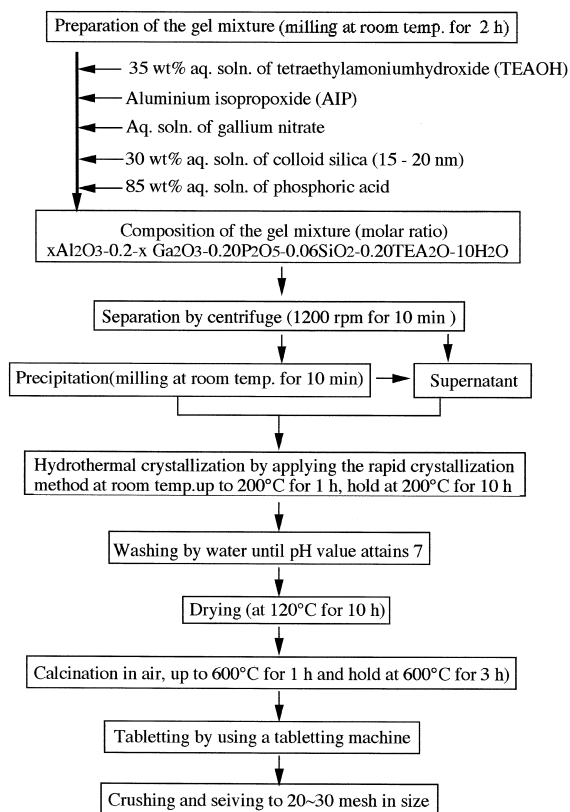 Preparation of the gel mixture (milling at room temp. for 2 h)
35 wt% aq. soln. of tetraethylamoniumhydroxide (TEAOH)
Aluminium isopropoxide (AIP)
Aq. soln. of gallium nitrate
30 wt% aq. soln. of colloid silica (15 - 20 nm)
85 wt% aq. soln. of phosphoric acid
Composition of the gel mixture (molar ratio)
xAl2O3-0.2-x Ga2O3-0.20P2O5-0.06SiO2-0.20TEA2O-10H2O
Separation by centrifuge (1200 rpm for 10 min )
Precipitation(milling at room temp. for 10 min)
Supernatant
Hydrothermal crystallization by applying the rapid crystallization
method at room temp.up to 200°C for 1 h, hold at 200°C for 10 h
Washing by water until pH value attains 7
Drying (at 120°C for 10 h)
Calcination in air, up to 600°C for 1 h and hold at 600°C for 3 h)
Tabletting by using a tabletting machine
Crushing and seiving to 20~30 mesh in size